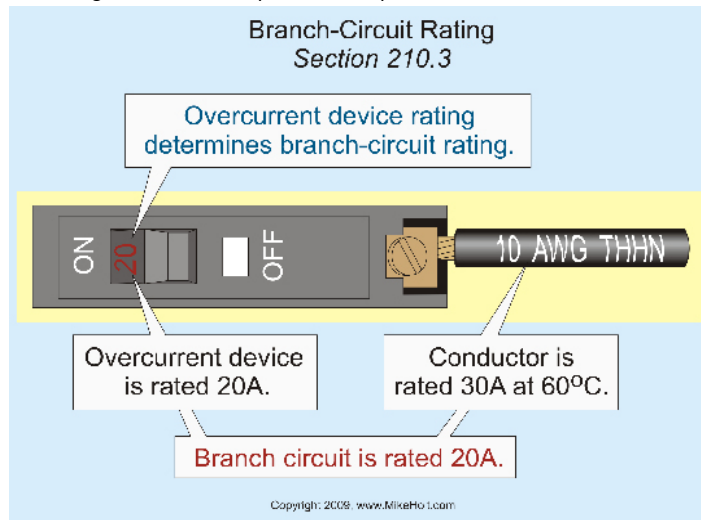 Branch-Circuit Rating
Section 210.3
Overcurrent device rating
determines branch-circuit rating.
ON
20
OFF
10 AWG THHN
Overcurrent device
is rated 20A.
Conductor is
rated 30A at 60°C.
Branch circuit is rated 20A.
Copyright 2009, www.MikeHolt.com